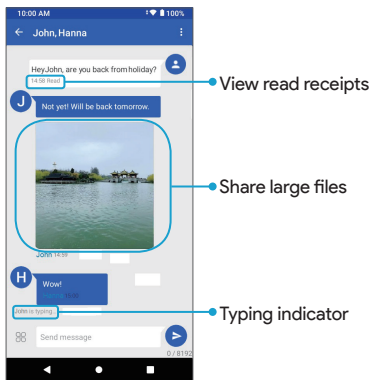 10:00 AM
100%
John, Hanna
HeyJohn, are you back from holiday?
14:58 Read
View read receipts
J
Not yet! Will be back tomorrow.
Share large files
John 14:59
H
Wow!
John is typing...
Typing indicator
Send message
0 / 8192